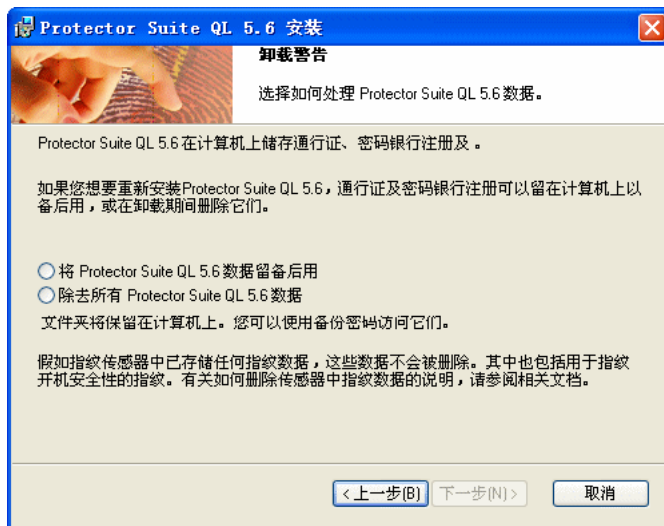 Protector Suite QL 5.6 安装
卸载警告
选择如何处理 Protector Suite QL 5.6数据。
Protector Suite QL 5.6 在计算机上储存通行证、密码银行注册及 。
如果您想要重新安装Protector Suite QL 5.6，通行证及密码银行注册可以留在计算机上以
备后用，或在卸载期间删除它们。
将 Protector Suite QL 5.6数据留备后用
除去所有 Protector Suite QL 5.6数据
文件夹将保留在计算机上。您可以使用备份密码访问它们。
假如指纹传感器中已存储任何指纹数据，这些数据不会被删除。其中也包括用于指纹
开机安全性的指纹。有关如何删除传感器中指纹数据的说明，请参阅相关文档。
<上一步(B) 下一步(N)> 取消